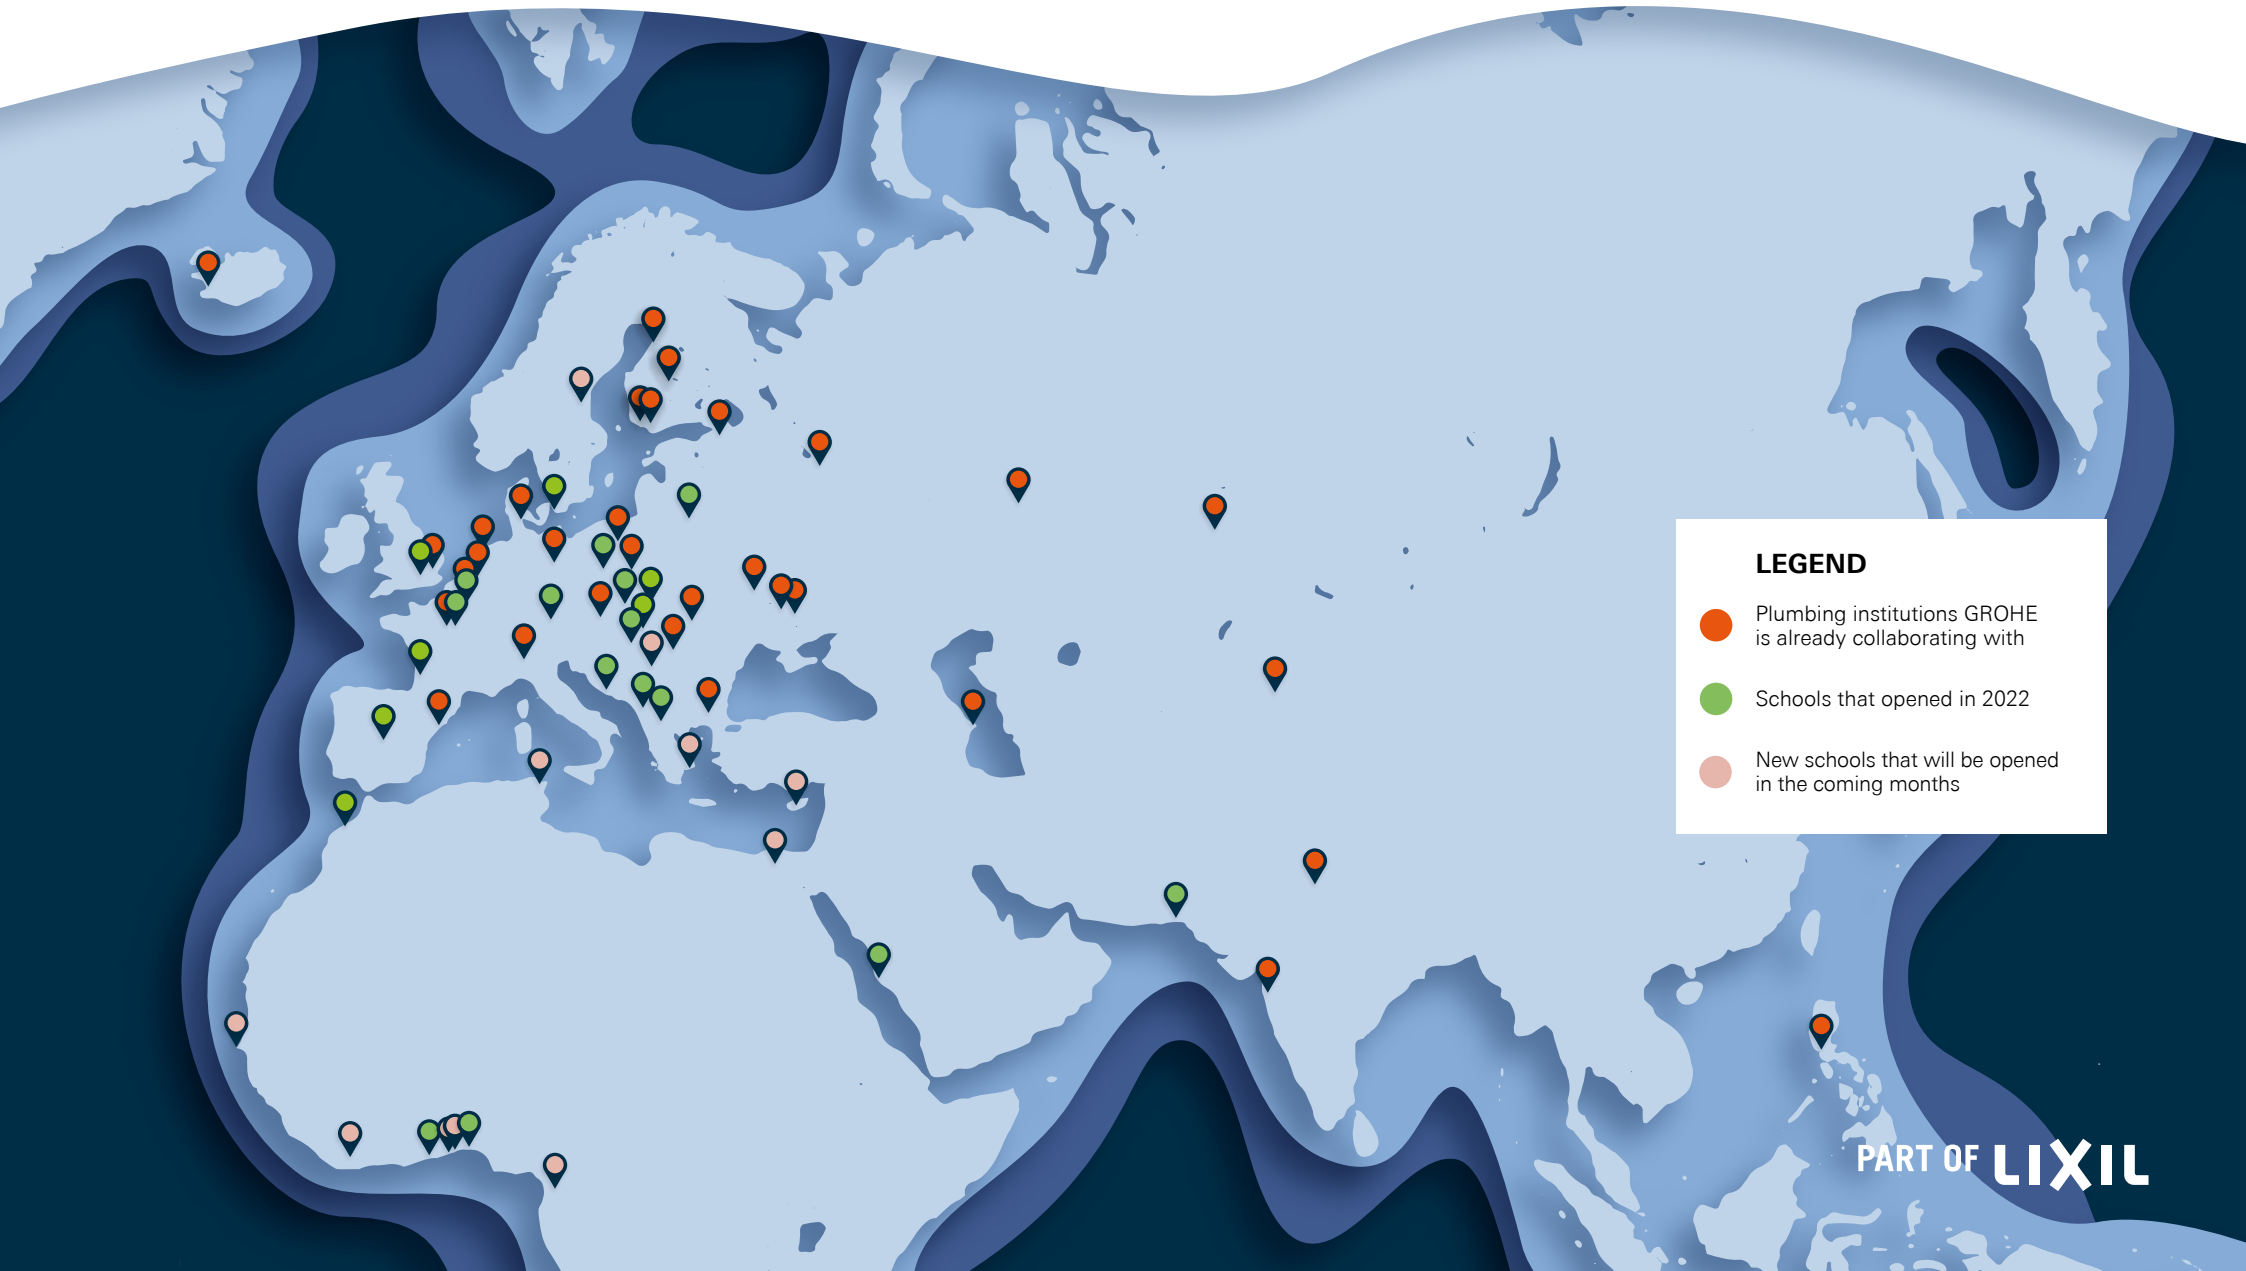 LEGEND
Plumbing institutions GROHE
is already collaborating with
Schools that opened in 2022
New schools that will be opened
in the coming months
PART OF LIXIL